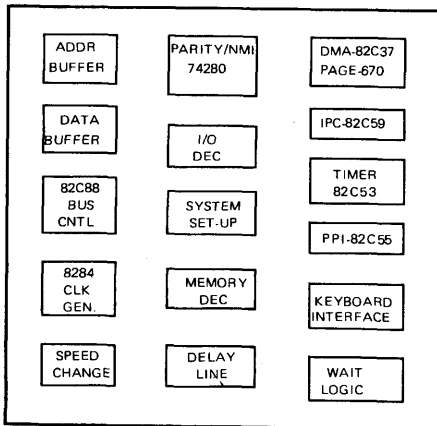 ADDR
BUFFER
PARITY/NMI
74280
DMA-82C37
PAGE-670
DATA
BUFFER
I/O
DEC
IPC-82C59
82C88
BUS
CNTL
SYSTEM
SET-UP
TIMER
82C53
PPI-82C55
8284
CLK
GEN.
MEMORY
DEC
KEYBOARD
INTERFACE
SPEED
CHANGE
DELAY
LINE
WAIT
LOGIC